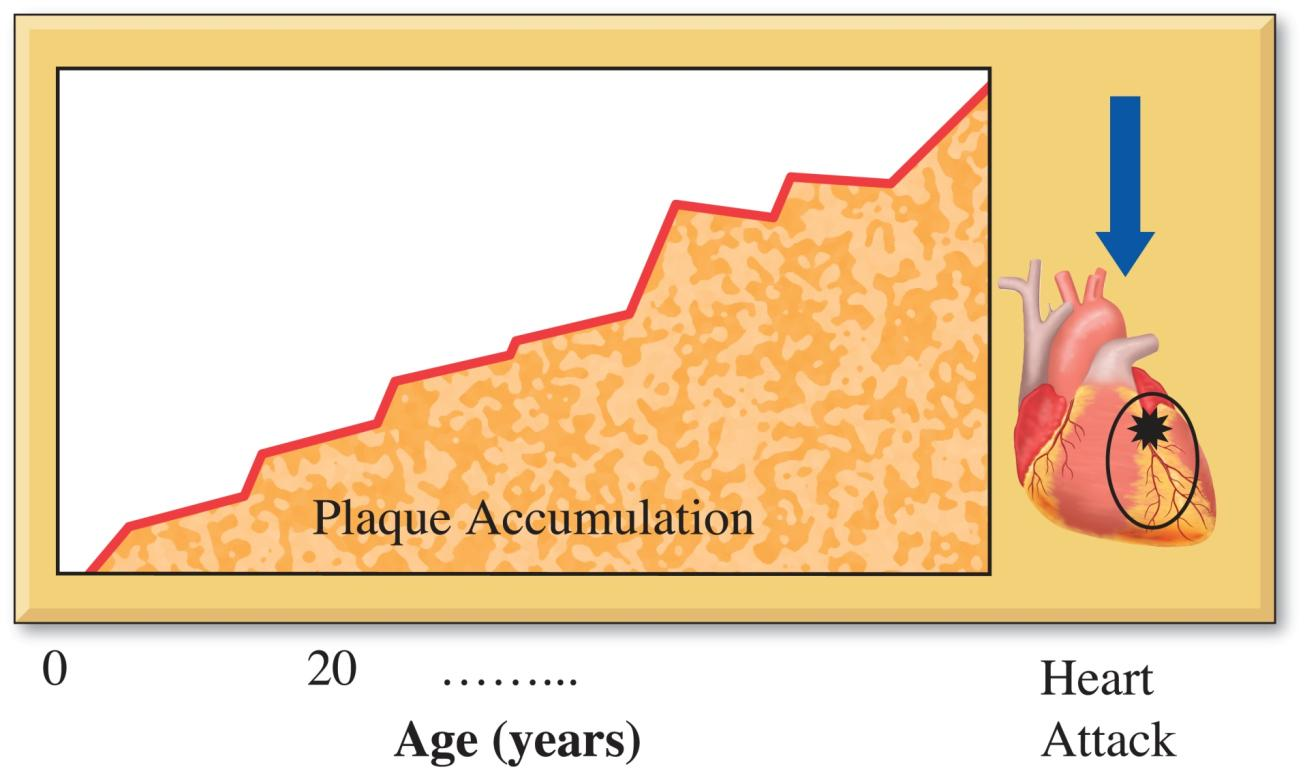 Plaque Accumulation
0 20 ……...
Age (years)
Heart
Attack